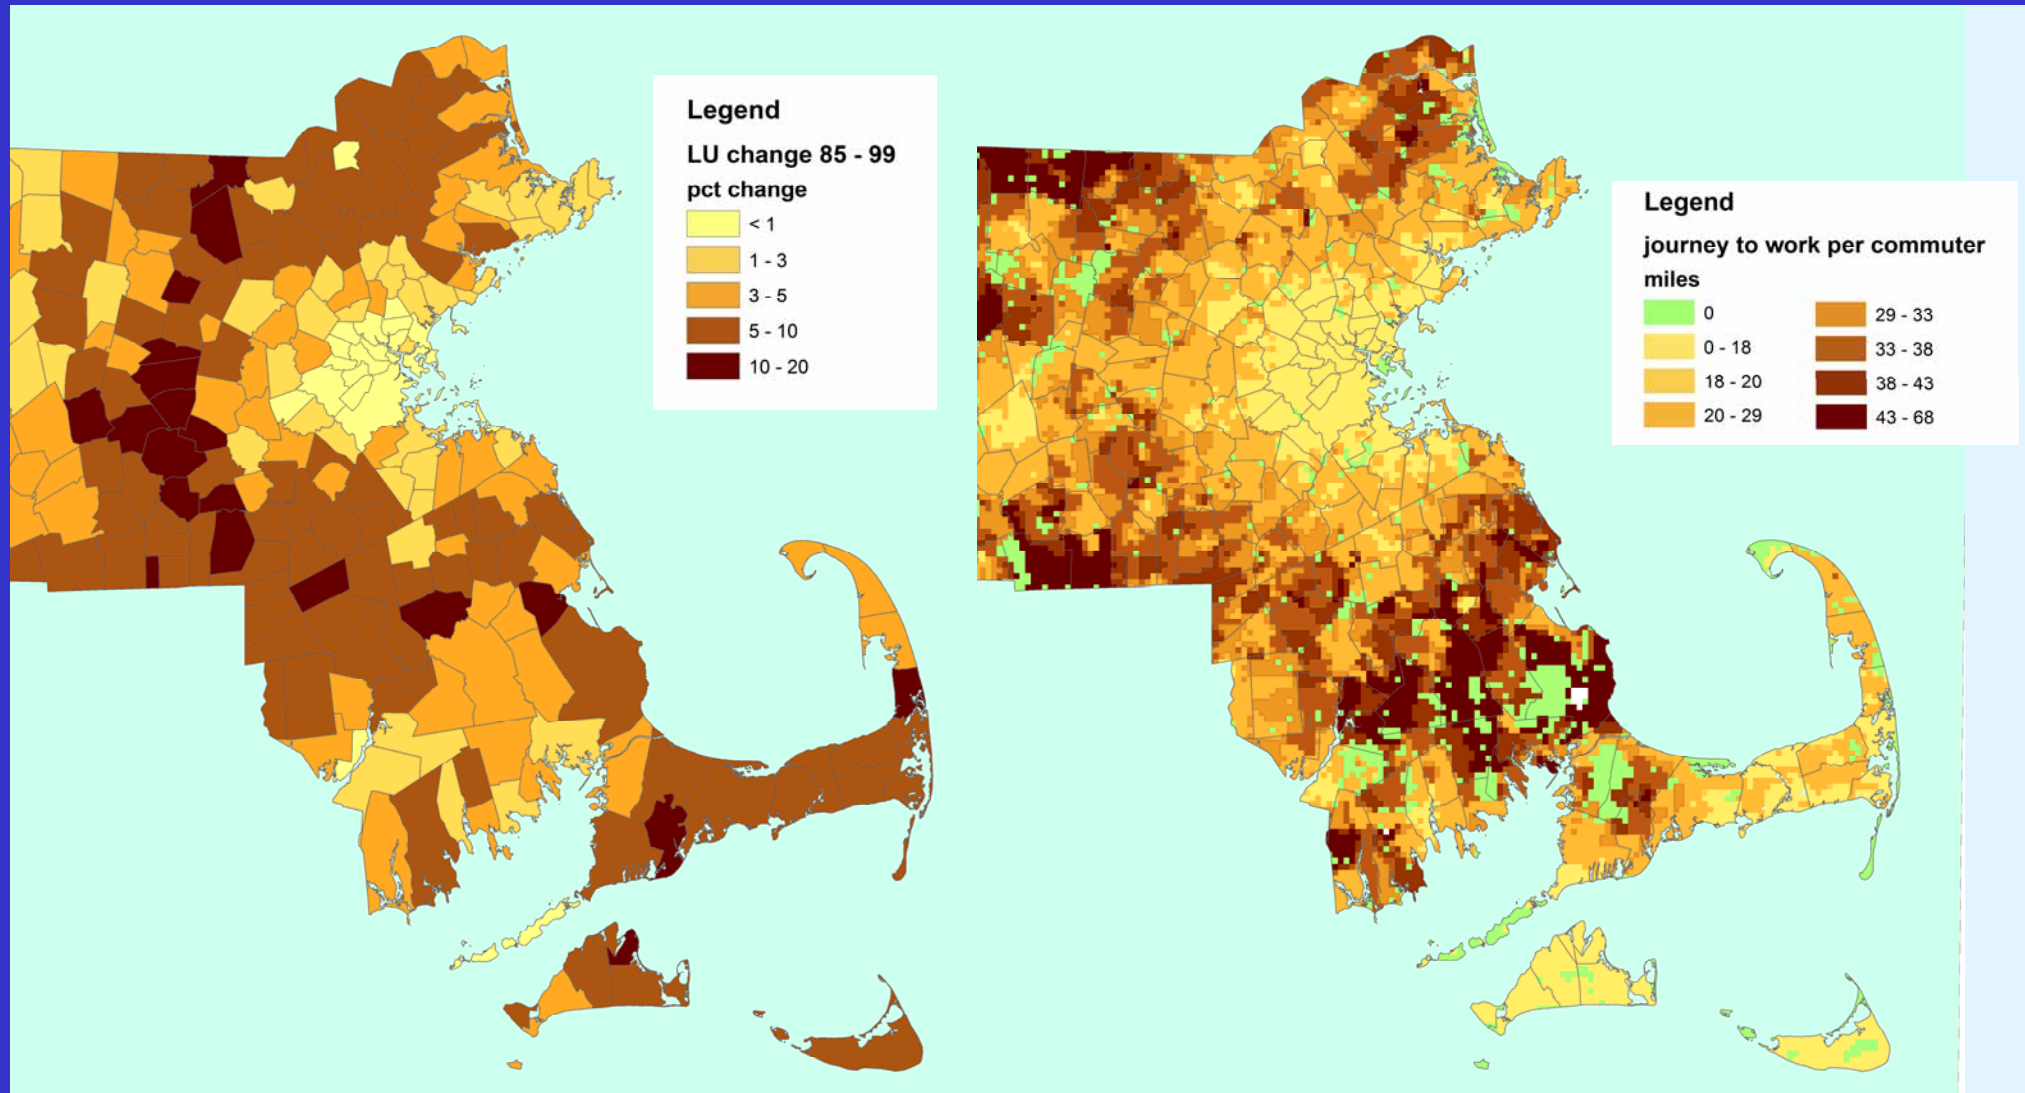 Legend
LU change 85 - 99
pct change
< 1
1 - 3
3 - 5
5 - 10
10 - 20
Legend
journey to work per commuter
miles
0
0 - 18
18 - 20
20 - 29
29 - 33
33 - 38
38 - 43
43 - 68